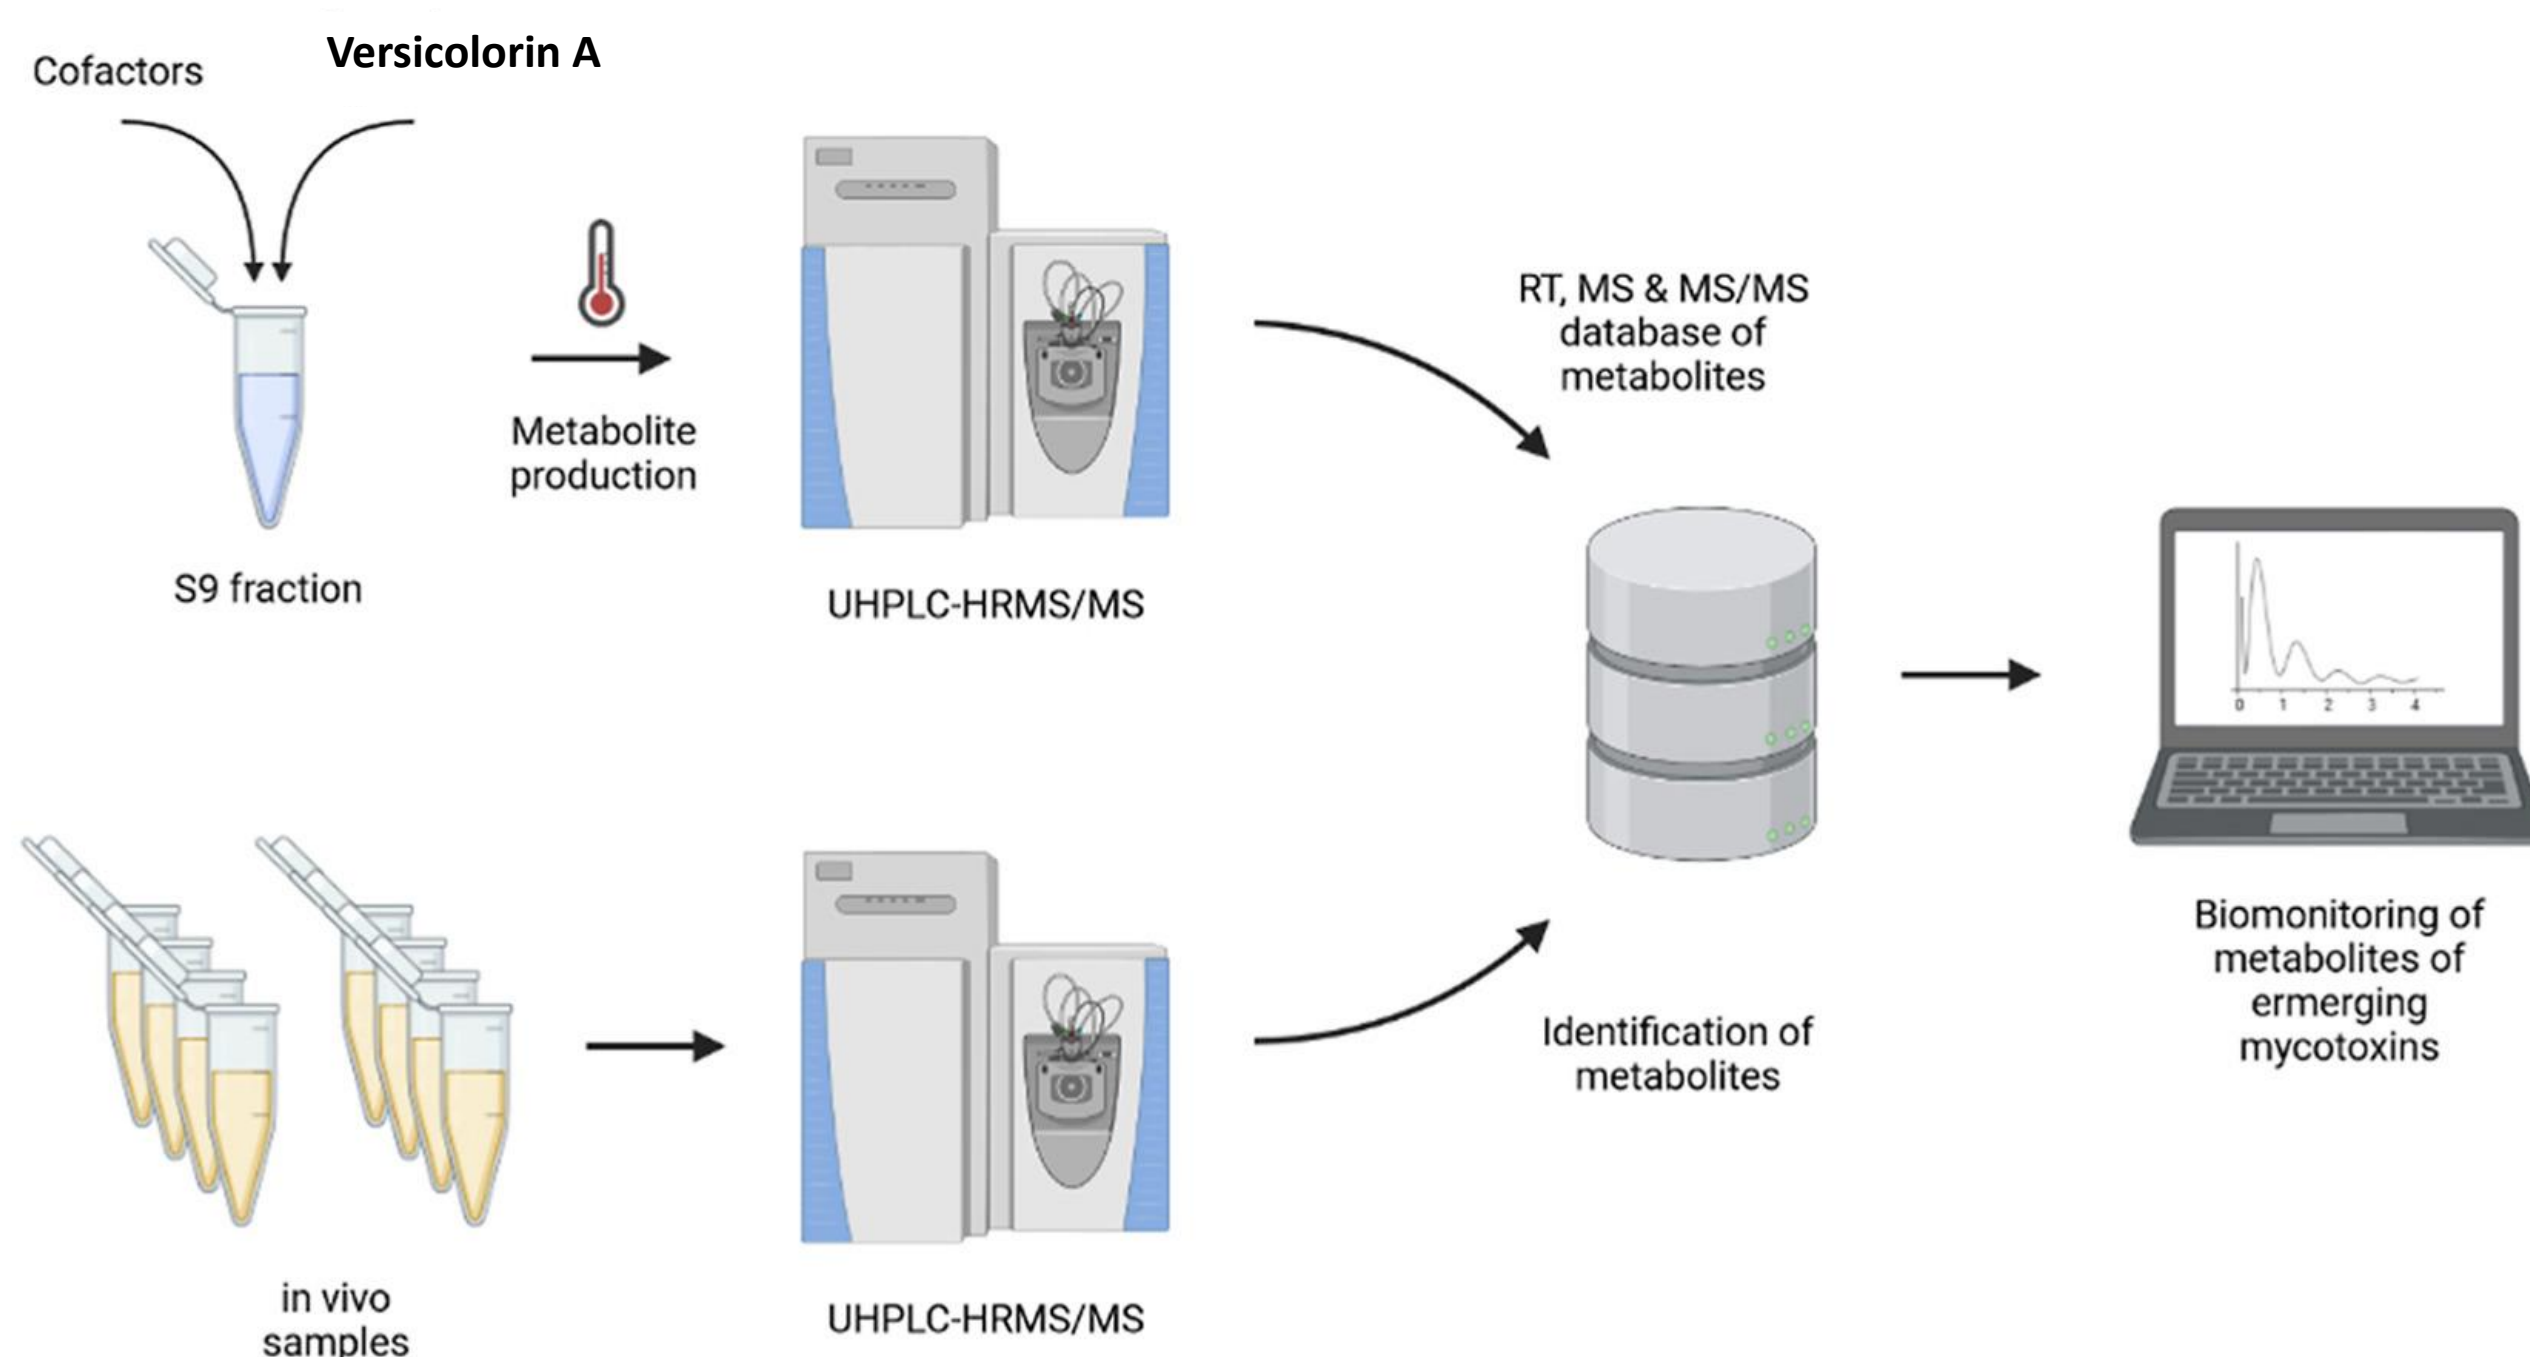 Versicolorin A
Cofactors
RT, MS & MS/MS
database of
metabolites
Metabolite
production
S9 fraction
UHPLC-HRMS/MS
0 1 2 3 4
Biomonitoring of
metabolites of
ermerging
mycotoxins
Identification of
metabolites
in vivo
samples
UHPLC-HRMS/MS